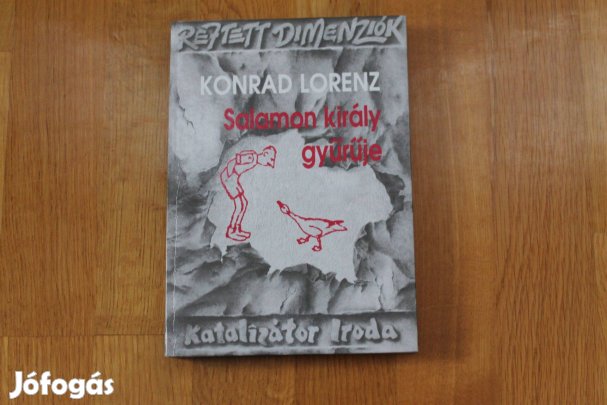 REJTETT DIMENZIÓK
KONRAD LORENZ
Salamon király
gyűrűje
Katalizátor Iroda
Jófogás